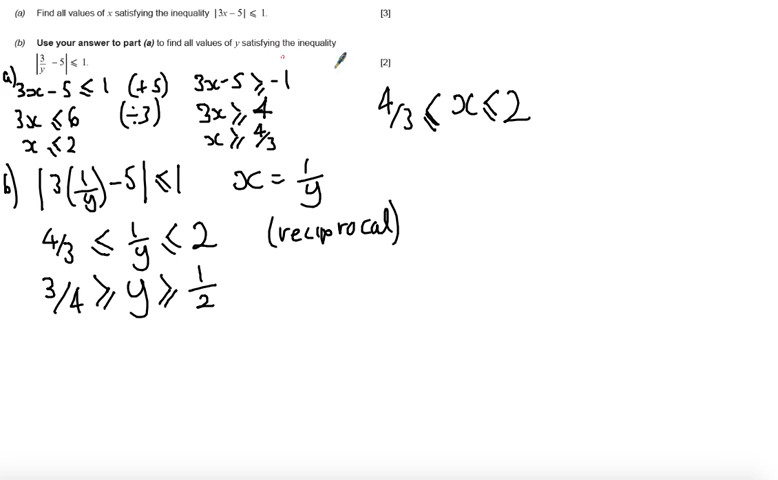 (a) Find all values of x satisfying the inequality |3x − 5| ⩽ 1. [3]
(b) Use your answer to part (a) to find all values of y satisfying the inequality
|3/y − 5| ⩽ 1. [2]
a) 3x − 5 ⩽ 1 (+5) 3x − 5 ⩾ −1
3x ⩽ 6 (÷3) 3x ⩾ 4
x ⩽ 2 x ⩾ 4/3
4/3 ⩽ x ⩽ 2
b) |3(1/y) − 5| ⩽ 1 x = 1/y
4/3 ⩽ 1/y ⩽ 2 (reciprocal)
3/4 ⩾ y ⩾ 1/2